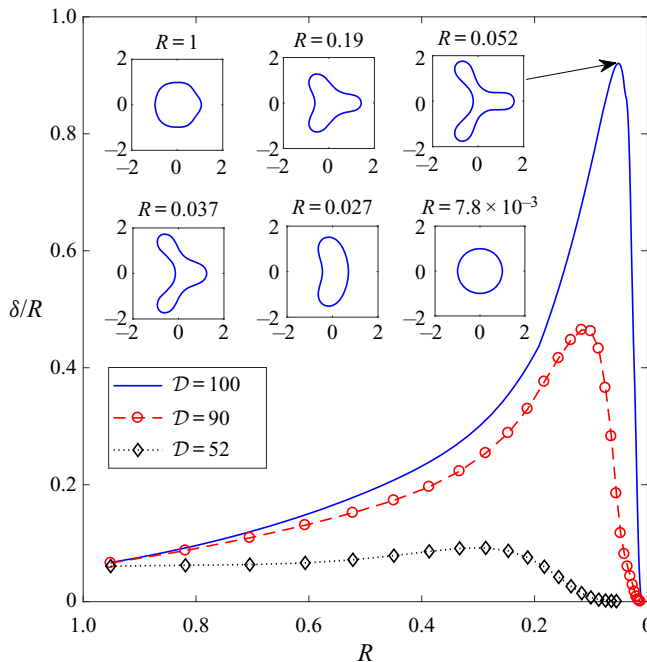 R = 1
R = 0.19
R = 0.052
2
0
−2
−2 0 2
2
0
−2
−2 0 2
2
0
−2
−2 0 2
R = 0.037
R = 0.027
R = 7.8 × 10⁻³
2
0
−2
−2 0 2
2
0
−2
−2 0 2
2
0
−2
−2 0 2
δ/R
1.0
0.8
0.6
0.4
0.2
0
𝒟 = 100
𝒟 = 90
𝒟 = 52
1.0 0.8 0.6 0.4 0.2 0
R